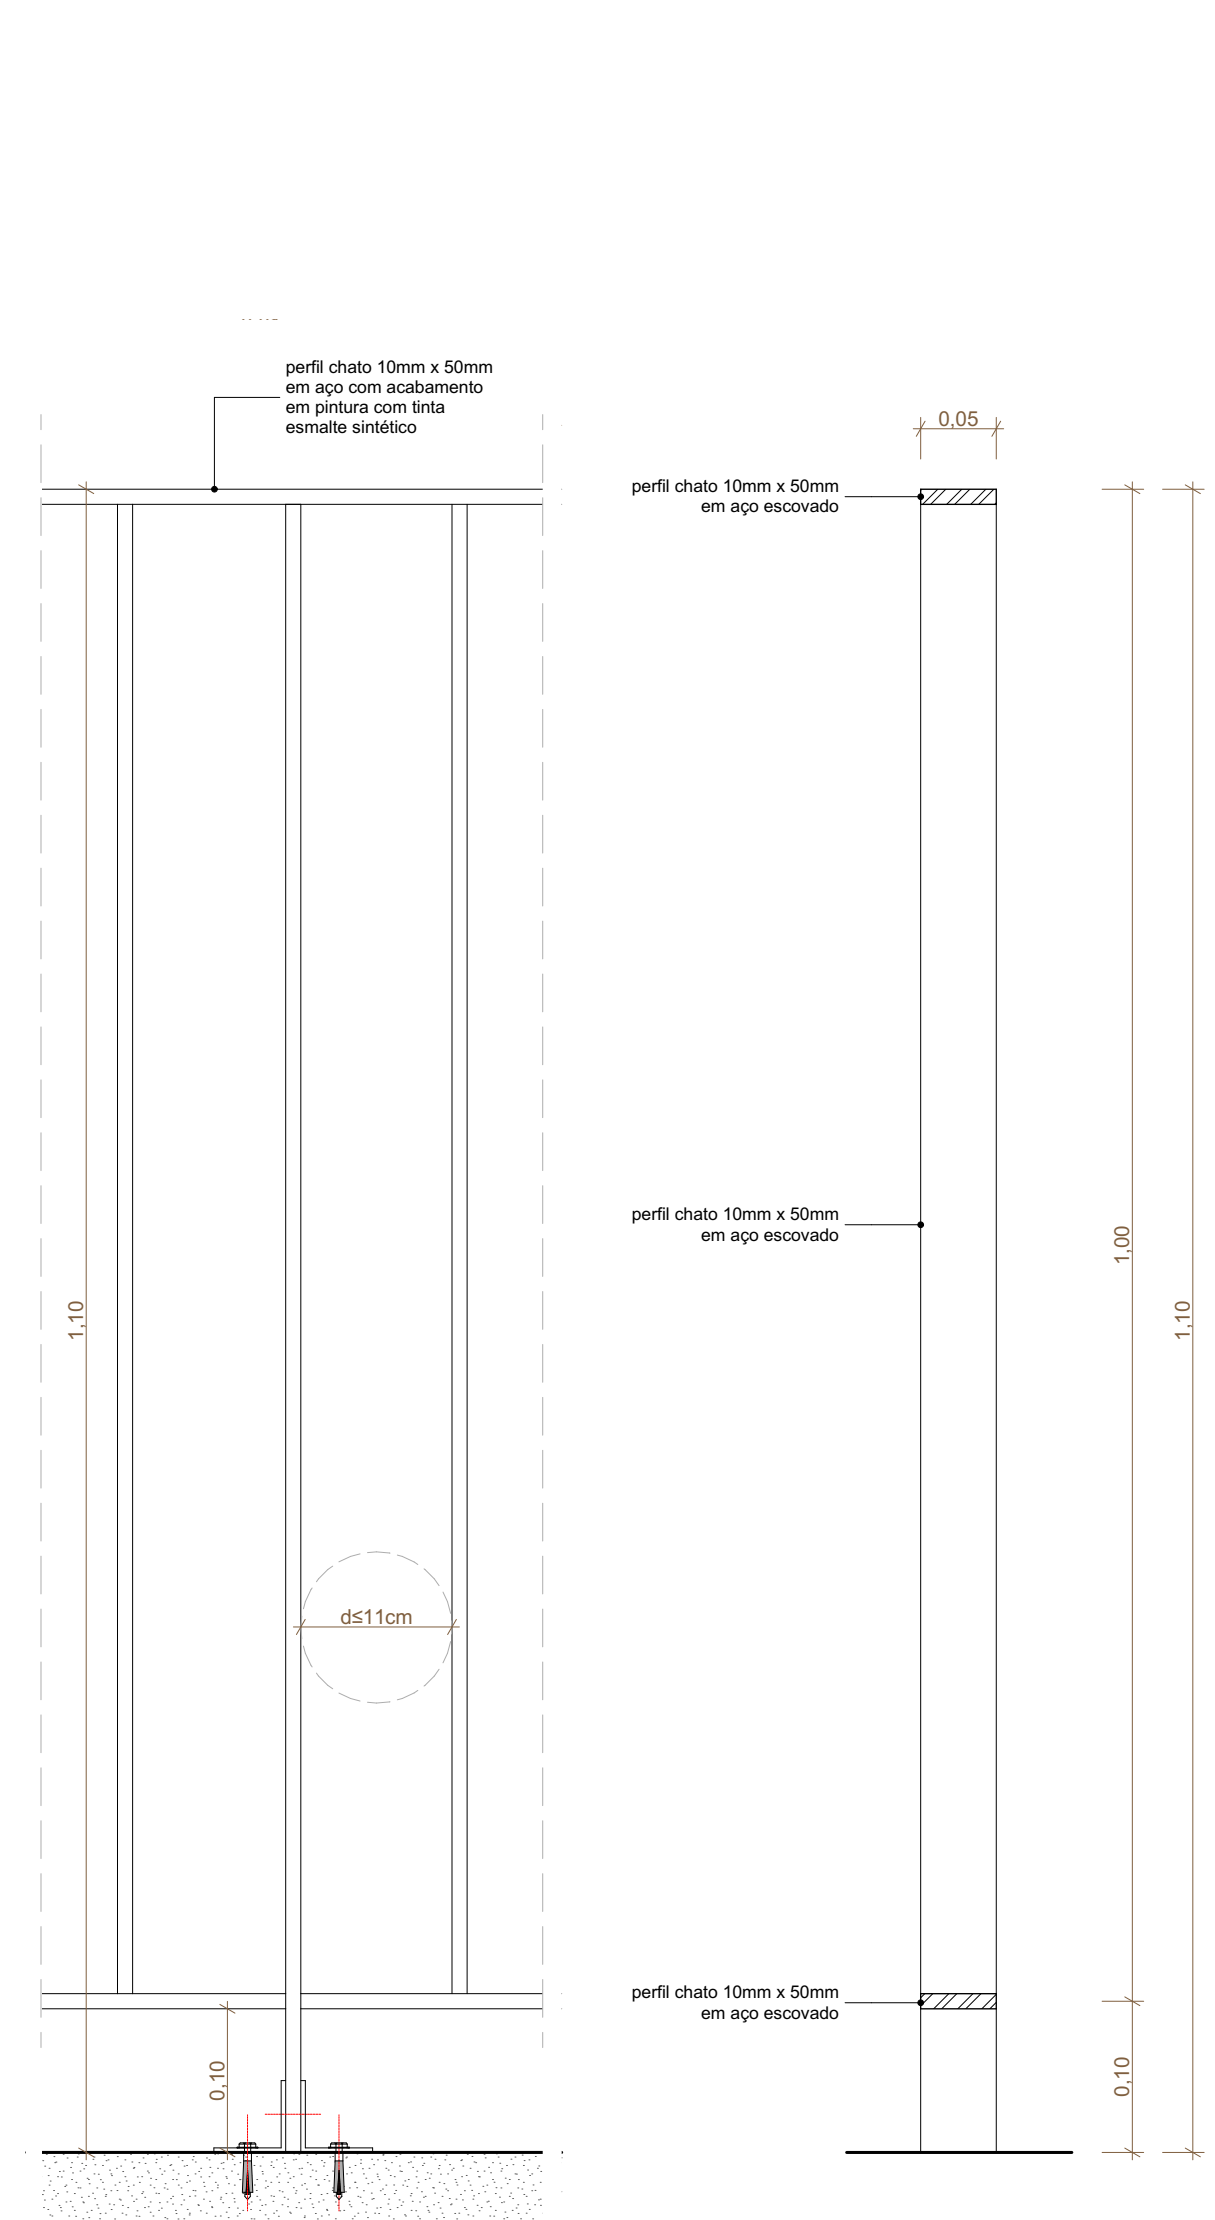 perfil chato 10mm x 50mm
em aço com acabamento
em pintura com tinta
esmalte sintético
1,10
d≤11cm
0,10
0,05
perfil chato 10mm x 50mm
em aço escovado
perfil chato 10mm x 50mm
em aço escovado
1,00
1,10
perfil chato 10mm x 50mm
em aço escovado
0,10